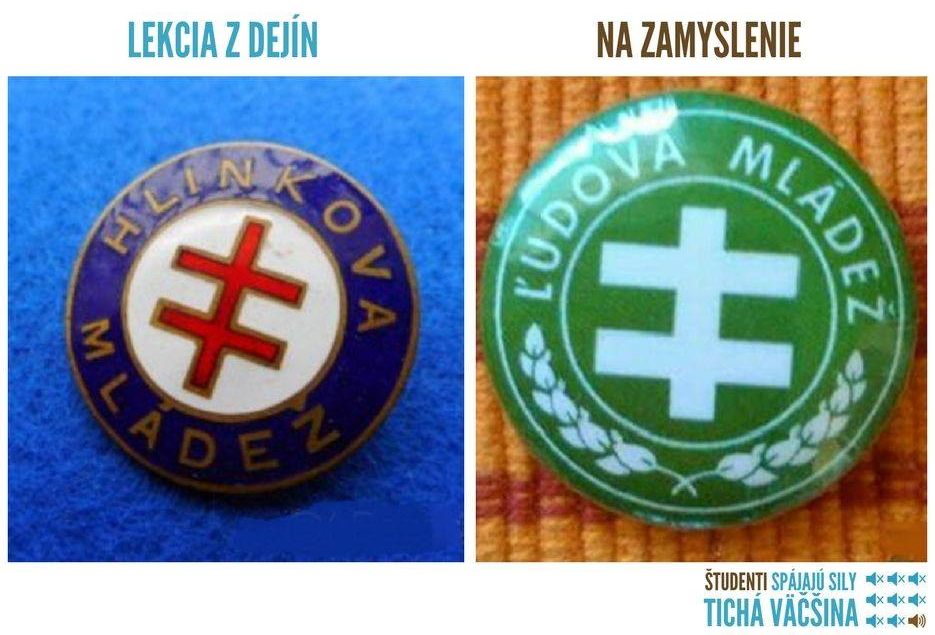 LEKCIA Z DEJÍN
NA ZAMYSLENIE
HLINKOVA
MLÁDEŽ
ĽUDOVÁ MLÁDEŽ
ŠTUDENTI SPÁJAJÚ SILY
TICHÁ VÄČŠINA